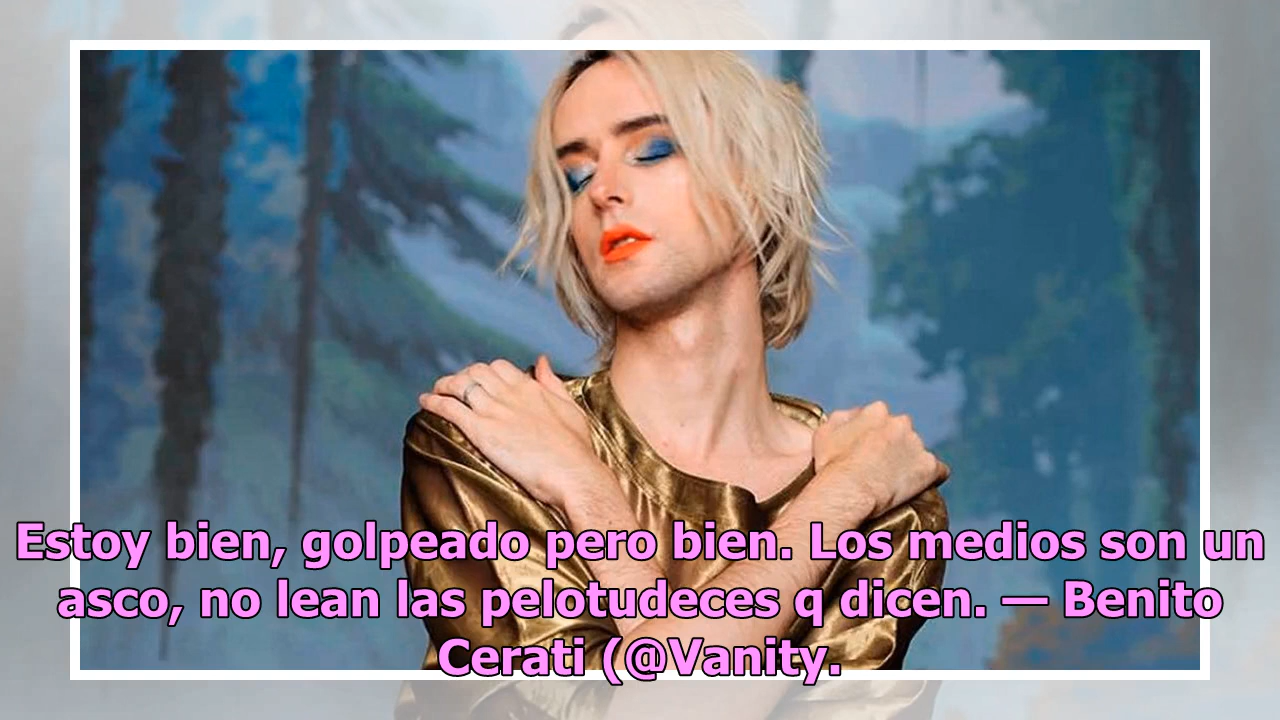 Estoy bien, golpeado pero bien. Los medios son un
asco, no lean las pelotudeces q dicen. — Benito
Cerati (@Vanity.